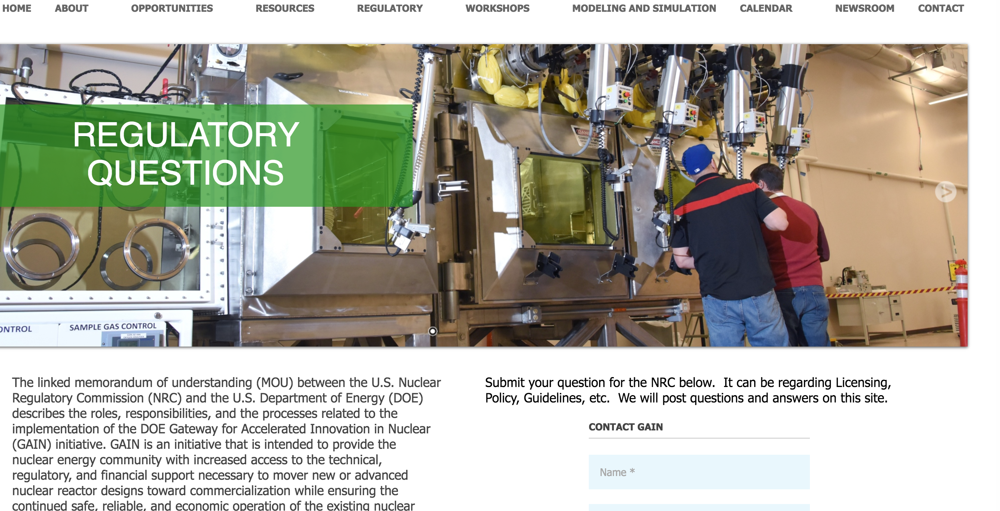 HOME ABOUT OPPORTUNITIES RESOURCES REGULATORY WORKSHOPS MODELING AND SIMULATION CALENDAR NEWSROOM CONTACT
REGULATORY
QUESTIONS
DANGER
ONTROL
SAMPLE GAS CONTROL
OXYGEN ANALYZER
The linked memorandum of understanding (MOU) between the U.S. Nuclear
Regulatory Commission (NRC) and the U.S. Department of Energy (DOE)
describes the roles, responsibilities, and the processes related to the
implementation of the DOE Gateway for Accelerated Innovation in Nuclear
(GAIN) initiative. GAIN is an initiative that is intended to provide the
nuclear energy community with increased access to the technical,
regulatory, and financial support necessary to mover new or advanced
nuclear reactor designs toward commercialization while ensuring the
continued safe, reliable, and economic operation of the existing nuclear
Submit your question for the NRC below.  It can be regarding Licensing,
Policy, Guidelines, etc.  We will post questions and answers on this site.
CONTACT GAIN
Name *